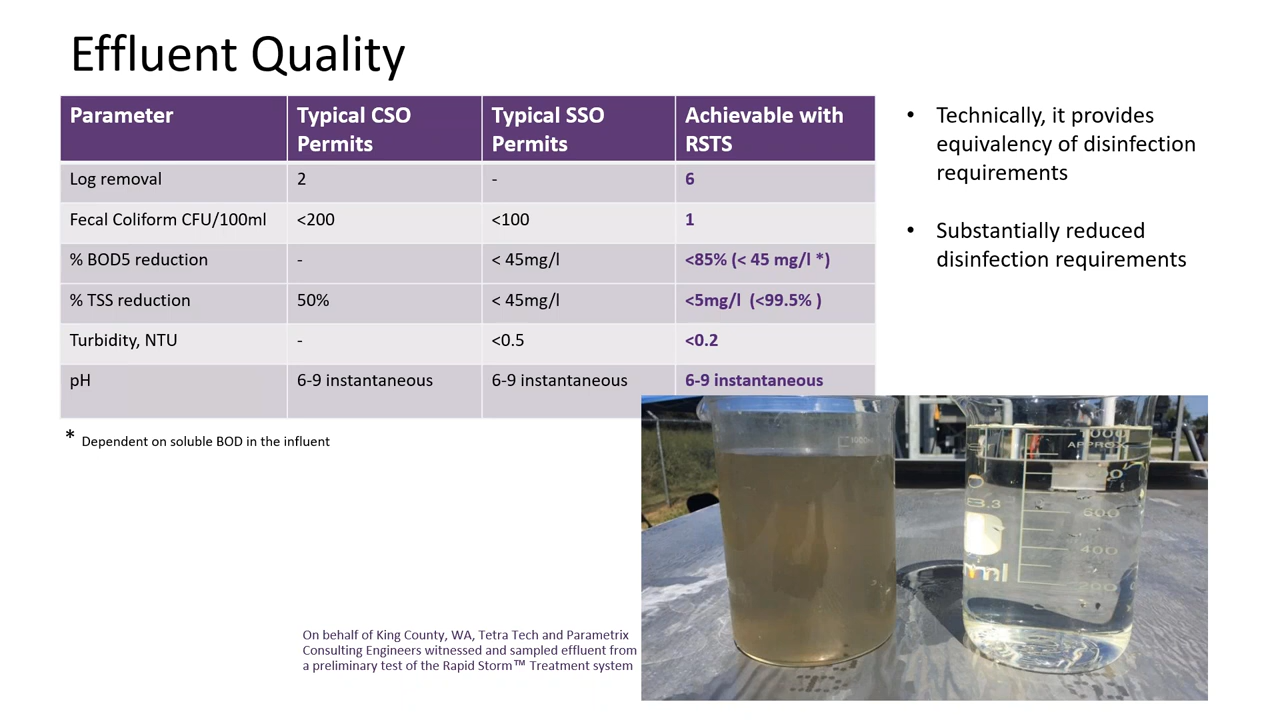 Effluent Quality
Parameter
Typical CSO
Permits
Typical SSO
Permits
Achievable with
RSTS
Log removal
2
-
6
Fecal Coliform CFU/100ml
<200
<100
1
% BOD5 reduction
-
< 45mg/l
<85% (< 45 mg/l *)
% TSS reduction
50%
< 45mg/l
<5mg/l (<99.5% )
Turbidity, NTU
-
<0.5
<0.2
pH
6-9 instantaneous
6-9 instantaneous
6-9 instantaneous
* Dependent on soluble BOD in the influent
• Technically, it provides
equivalency of disinfection
requirements
• Substantially reduced
disinfection requirements
On behalf of King County, WA, Tetra Tech and Parametrix
Consulting Engineers witnessed and sampled effluent from
a preliminary test of the Rapid Storm™ Treatment system
1000
APPROX
600
400
200
ml